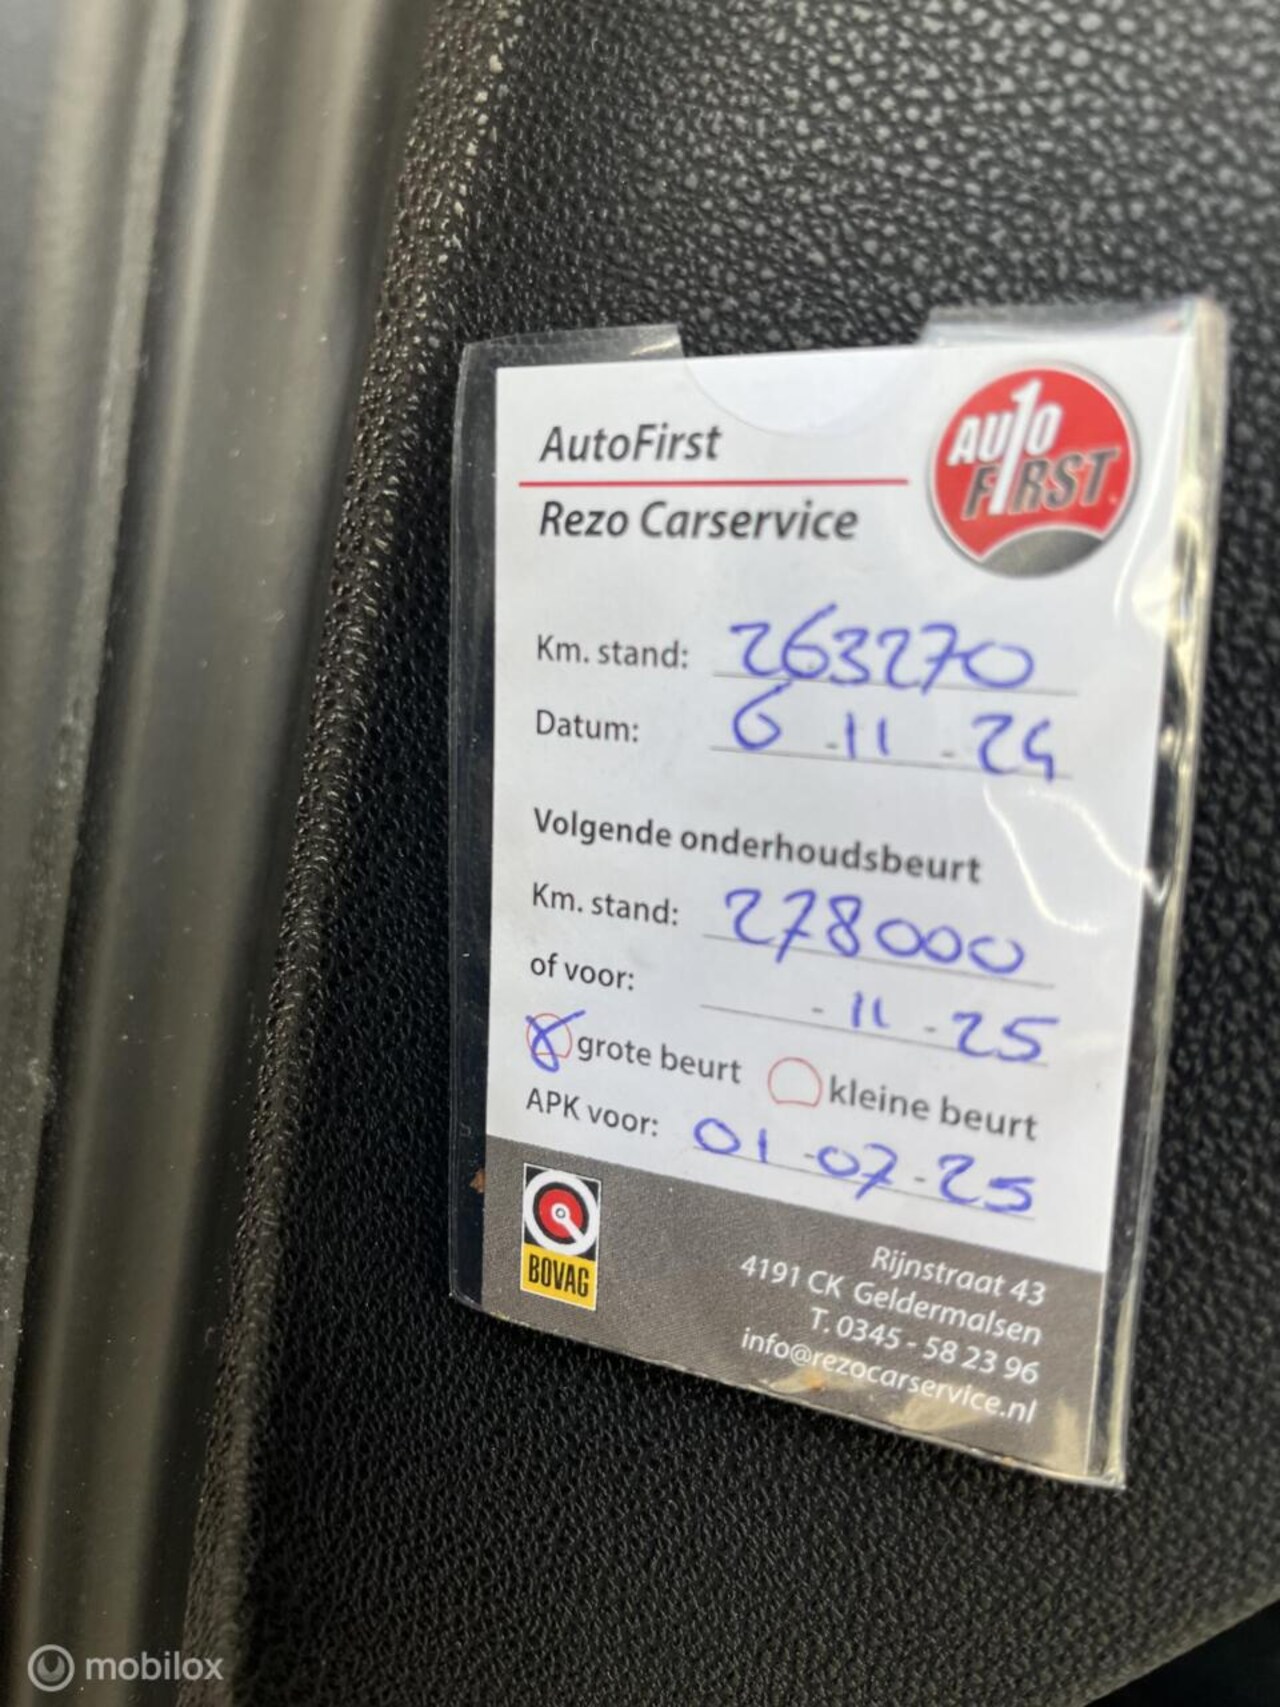 AutoFirst
Rezo Carservice
AUTO
FIRST
Km. stand: 263270
Datum: 6 - 11 - 24
Volgende onderhoudsbeurt
Km. stand: 278000
of voor: - 11 - 25
grote beurt kleine beurt
APK voor: 01 - 07 - 25
BOVAG
Rijnstraat 43
4191 CK Geldermalsen
T. 0345 - 58 23 96
info@rezocarservice.nl
mobilox